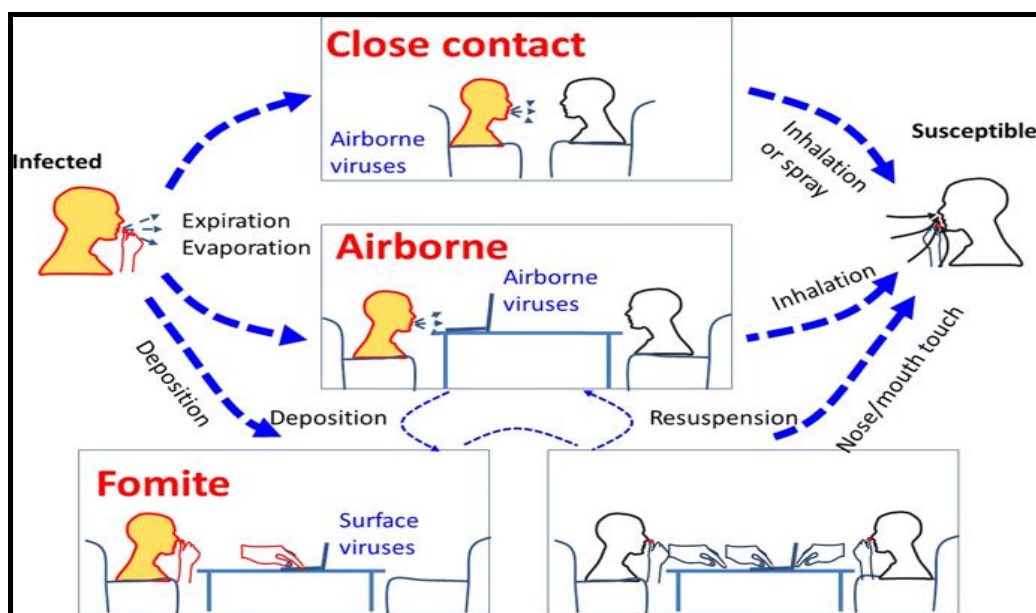 Close contact
Airborne
viruses
Infected
Susceptible
Inhalation
or spray
Expiration
Evaporation
Airborne
Airborne
viruses
Inhalation
Deposition
Deposition
Resuspension
Nose/mouth touch
Fomite
Surface
viruses